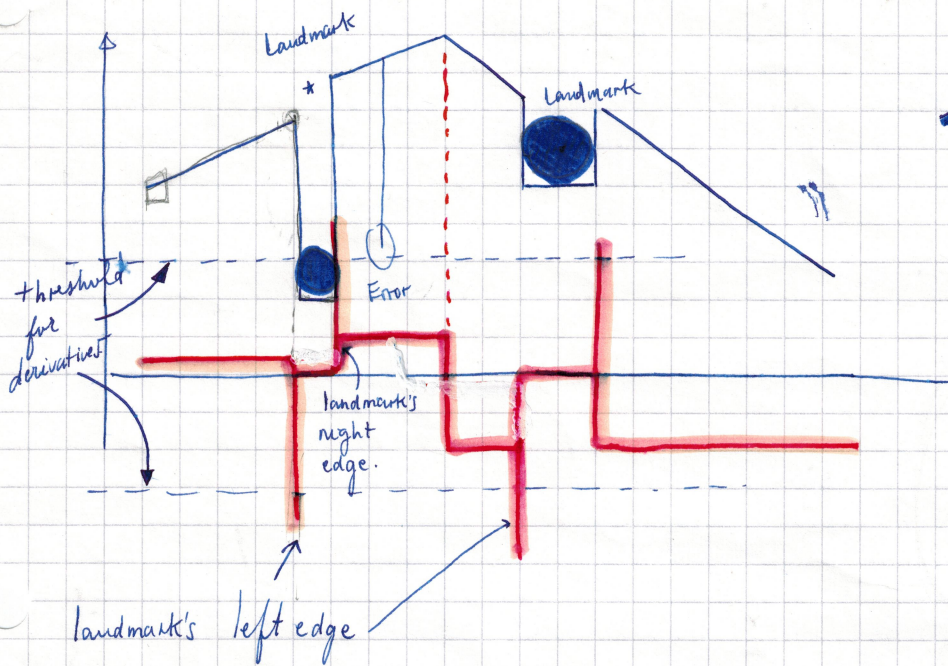 Landmark
*
Landmark
threshold
for
derivatives
Error
landmark's
right
edge.
landmark's left edge